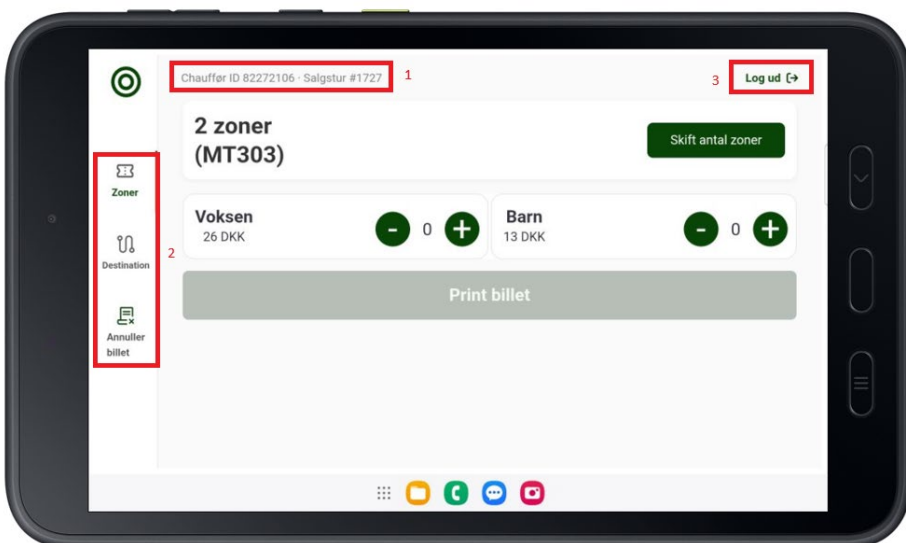 Chauffør ID 82272106 · Salgstur #1727
1
3
Log ud
2 zoner
(MT303)
Skift antal zoner
Zoner
Voksen
26 DKK
- 0 +
Barn
13 DKK
- 0 +
2
Destination
Print billet
Annuller
billet